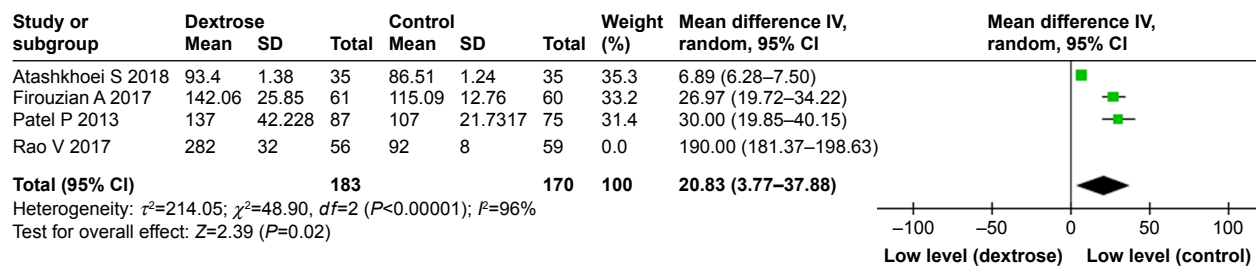 Study or Dextrose Control Weight Mean difference IV, Mean difference IV,
subgroup Mean SD Total Mean SD Total (%) random, 95% CI random, 95% CI
Atashkhoei S 2018 93.4 1.38 35 86.51 1.24 35 35.3 6.89 (6.28–7.50)
Firouzian A 2017 142.06 25.85 61 115.09 12.76 60 33.2 26.97 (19.72–34.22)
Patel P 2013 137 42.228 87 107 21.7317 75 31.4 30.00 (19.85–40.15)
Rao V 2017 282 32 56 92 8 59 0.0 190.00 (181.37–198.63)
Total (95% CI) 183 170 100 20.83 (3.77–37.88)
Heterogeneity: τ²=214.05; χ²=48.90, df=2 (P<0.00001); I²=96%
Test for overall effect: Z=2.39 (P=0.02)
–100 –50 0 50 100
Low level (dextrose) Low level (control)